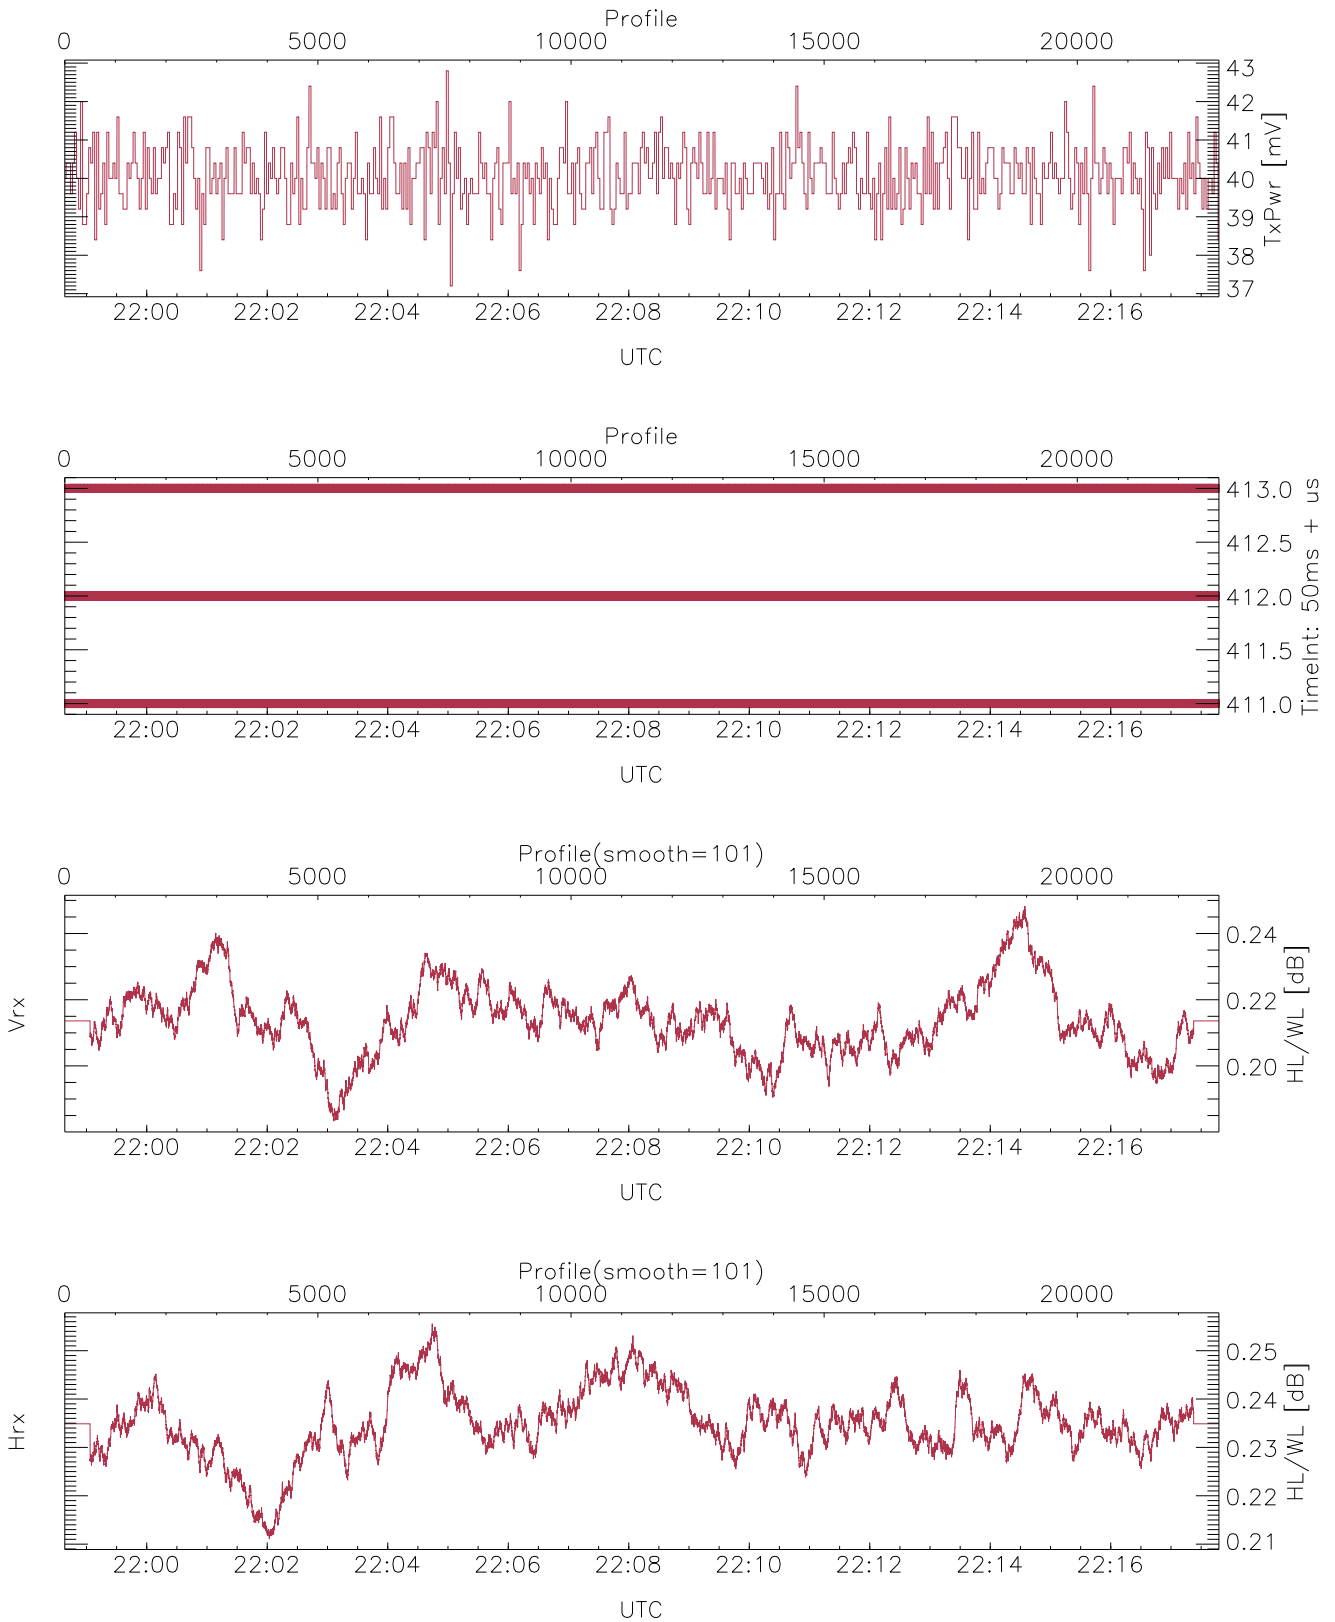 Profile
0 5000 10000 15000 20000
43
42
41
40
39
38
37
TxPwr [mV]
22:00 22:02 22:04 22:06 22:08 22:10 22:12 22:14 22:16
UTC
Profile
0 5000 10000 15000 20000
413.0
412.5
412.0
411.5
411.0
TimeInt: 50ms + us
22:00 22:02 22:04 22:06 22:08 22:10 22:12 22:14 22:16
UTC
Profile(smooth=101)
0 5000 10000 15000 20000
Vrx
0.24
0.22
0.20
HL/WL [dB]
22:00 22:02 22:04 22:06 22:08 22:10 22:12 22:14 22:16
UTC
Profile(smooth=101)
0 5000 10000 15000 20000
Hrx
0.25
0.24
0.23
0.22
0.21
HL/WL [dB]
22:00 22:02 22:04 22:06 22:08 22:10 22:12 22:14 22:16
UTC